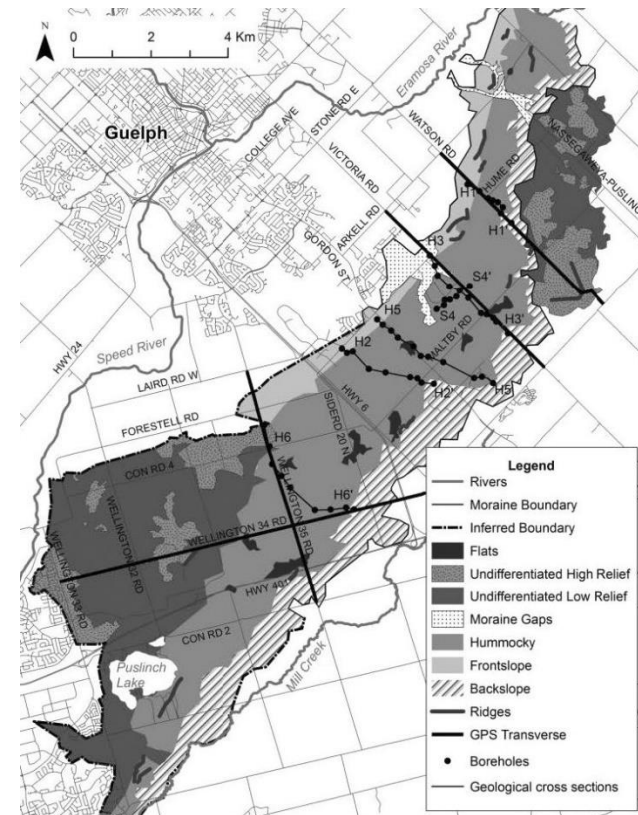 N
0 2 4 Km
Guelph
Eramosa River
COLLEGE AVE
STONE RD E
VICTORIA RD
WATSON RD
ARKELL RD
GORDON ST
HUME RD
NASSEGAWEYA-PUSLINCH
H1
H1'
H3
S4'
S4
H3'
H5
MALTBY RD
H2
H2'
H5'
Speed River
HWY 24
LAIRD RD W
HWY 6
FORESTELL RD
SIDERD 20 N
H6
CON RD 4
H6'
WELLINGTON 35 RD
WELLINGTON 34 RD
WELLINGTON 32 RD
WELLINGTON 33 RD
HWY 401
CON RD 2
Puslinch
Lake
Mill Creek
Legend
Rivers
Moraine Boundary
Inferred Boundary
Flats
Undifferentiated High Relief
Undifferentiated Low Relief
Moraine Gaps
Hummocky
Frontslope
Backslope
Ridges
GPS Transverse
Boreholes
Geological cross sections